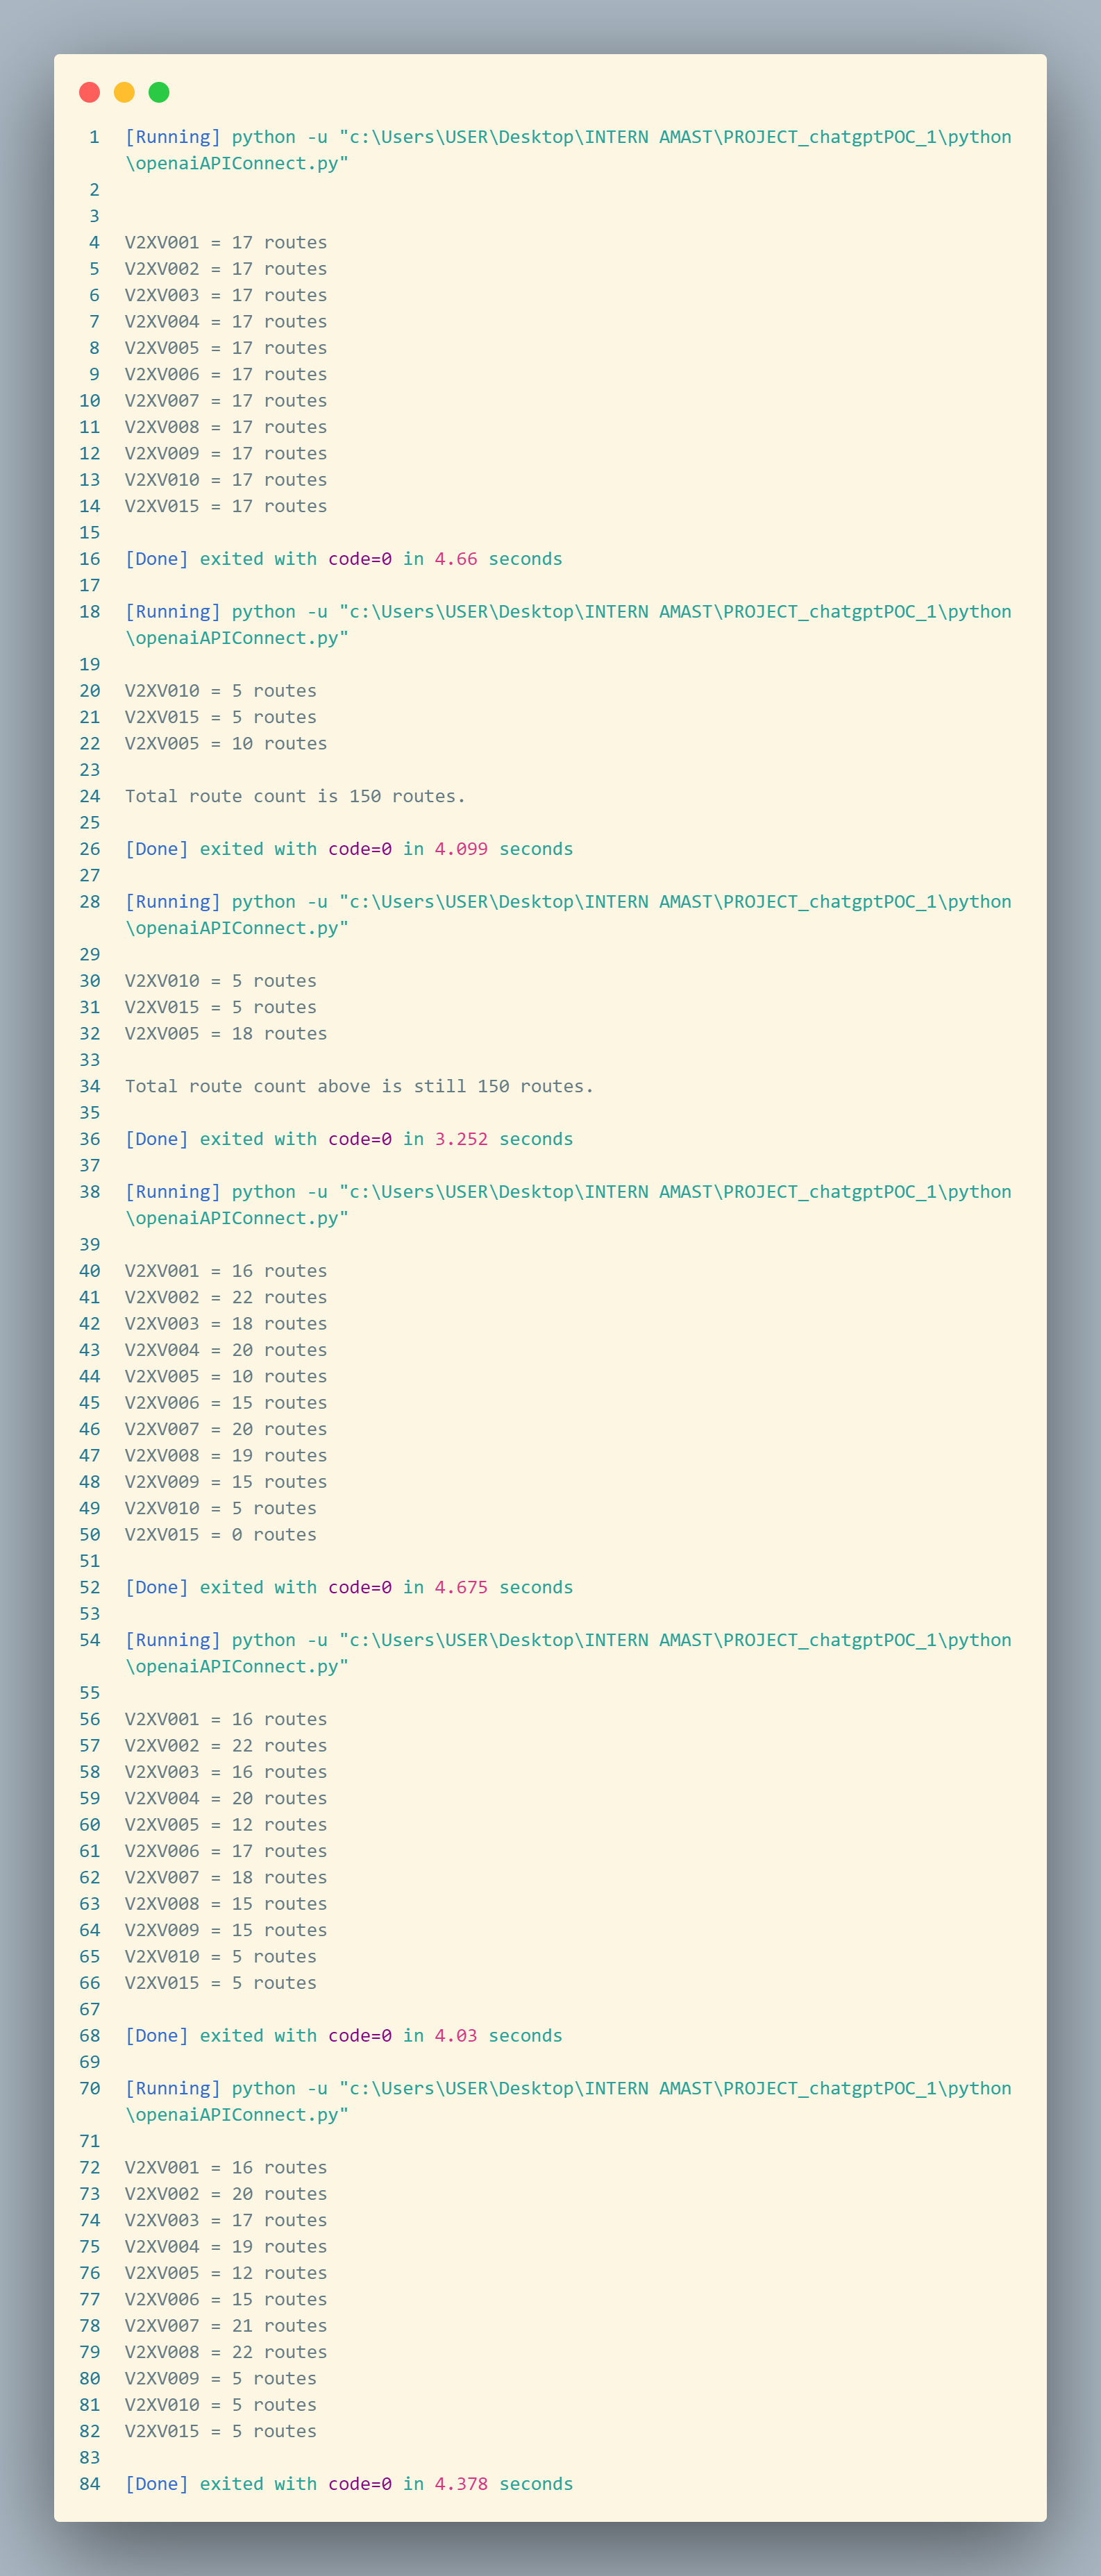 1 [Running] python -u "c:\Users\USER\Desktop\INTERN AMAST\PROJECT_chatgptPOC_1\python
\openaiAPIConnect.py"
2
3
4 V2XV001 = 17 routes
5 V2XV002 = 17 routes
6 V2XV003 = 17 routes
7 V2XV004 = 17 routes
8 V2XV005 = 17 routes
9 V2XV006 = 17 routes
10 V2XV007 = 17 routes
11 V2XV008 = 17 routes
12 V2XV009 = 17 routes
13 V2XV010 = 17 routes
14 V2XV015 = 17 routes
15
16 [Done] exited with code=0 in 4.66 seconds
17
18 [Running] python -u "c:\Users\USER\Desktop\INTERN AMAST\PROJECT_chatgptPOC_1\python
\openaiAPIConnect.py"
19
20 V2XV010 = 5 routes
21 V2XV015 = 5 routes
22 V2XV005 = 10 routes
23
24 Total route count is 150 routes.
25
26 [Done] exited with code=0 in 4.099 seconds
27
28 [Running] python -u "c:\Users\USER\Desktop\INTERN AMAST\PROJECT_chatgptPOC_1\python
\openaiAPIConnect.py"
29
30 V2XV010 = 5 routes
31 V2XV015 = 5 routes
32 V2XV005 = 18 routes
33
34 Total route count above is still 150 routes.
35
36 [Done] exited with code=0 in 3.252 seconds
37
38 [Running] python -u "c:\Users\USER\Desktop\INTERN AMAST\PROJECT_chatgptPOC_1\python
\openaiAPIConnect.py"
39
40 V2XV001 = 16 routes
41 V2XV002 = 22 routes
42 V2XV003 = 18 routes
43 V2XV004 = 20 routes
44 V2XV005 = 10 routes
45 V2XV006 = 15 routes
46 V2XV007 = 20 routes
47 V2XV008 = 19 routes
48 V2XV009 = 15 routes
49 V2XV010 = 5 routes
50 V2XV015 = 0 routes
51
52 [Done] exited with code=0 in 4.675 seconds
53
54 [Running] python -u "c:\Users\USER\Desktop\INTERN AMAST\PROJECT_chatgptPOC_1\python
\openaiAPIConnect.py"
55
56 V2XV001 = 16 routes
57 V2XV002 = 22 routes
58 V2XV003 = 16 routes
59 V2XV004 = 20 routes
60 V2XV005 = 12 routes
61 V2XV006 = 17 routes
62 V2XV007 = 18 routes
63 V2XV008 = 15 routes
64 V2XV009 = 15 routes
65 V2XV010 = 5 routes
66 V2XV015 = 5 routes
67
68 [Done] exited with code=0 in 4.03 seconds
69
70 [Running] python -u "c:\Users\USER\Desktop\INTERN AMAST\PROJECT_chatgptPOC_1\python
\openaiAPIConnect.py"
71
72 V2XV001 = 16 routes
73 V2XV002 = 20 routes
74 V2XV003 = 17 routes
75 V2XV004 = 19 routes
76 V2XV005 = 12 routes
77 V2XV006 = 15 routes
78 V2XV007 = 21 routes
79 V2XV008 = 22 routes
80 V2XV009 = 5 routes
81 V2XV010 = 5 routes
82 V2XV015 = 5 routes
83
84 [Done] exited with code=0 in 4.378 seconds